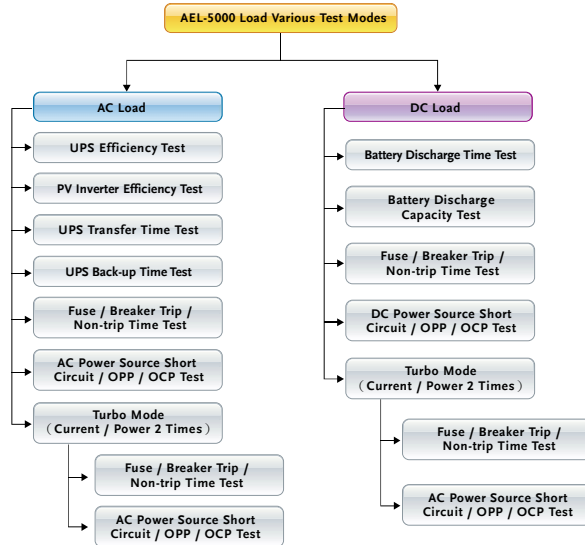 AEL-5000 Load Various Test Modes
AC Load
UPS Efficiency Test
PV Inverter Efficiency Test
UPS Transfer Time Test
UPS Back-up Time Test
Fuse / Breaker Trip /
Non-trip Time Test
AC Power Source Short
Circuit / OPP / OCP Test
Turbo Mode
（Current / Power 2 Times）
Fuse / Breaker Trip /
Non-trip Time Test
AC Power Source Short
Circuit / OPP / OCP Test
DC Load
Battery Discharge Time Test
Battery Discharge
Capacity Test
Fuse / Breaker Trip /
Non-trip Time Test
DC Power Source Short
Circuit / OPP / OCP Test
Turbo Mode
（Current / Power 2 Times）
Fuse / Breaker Trip /
Non-trip Time Test
AC Power Source Short
Circuit / OPP / OCP Test